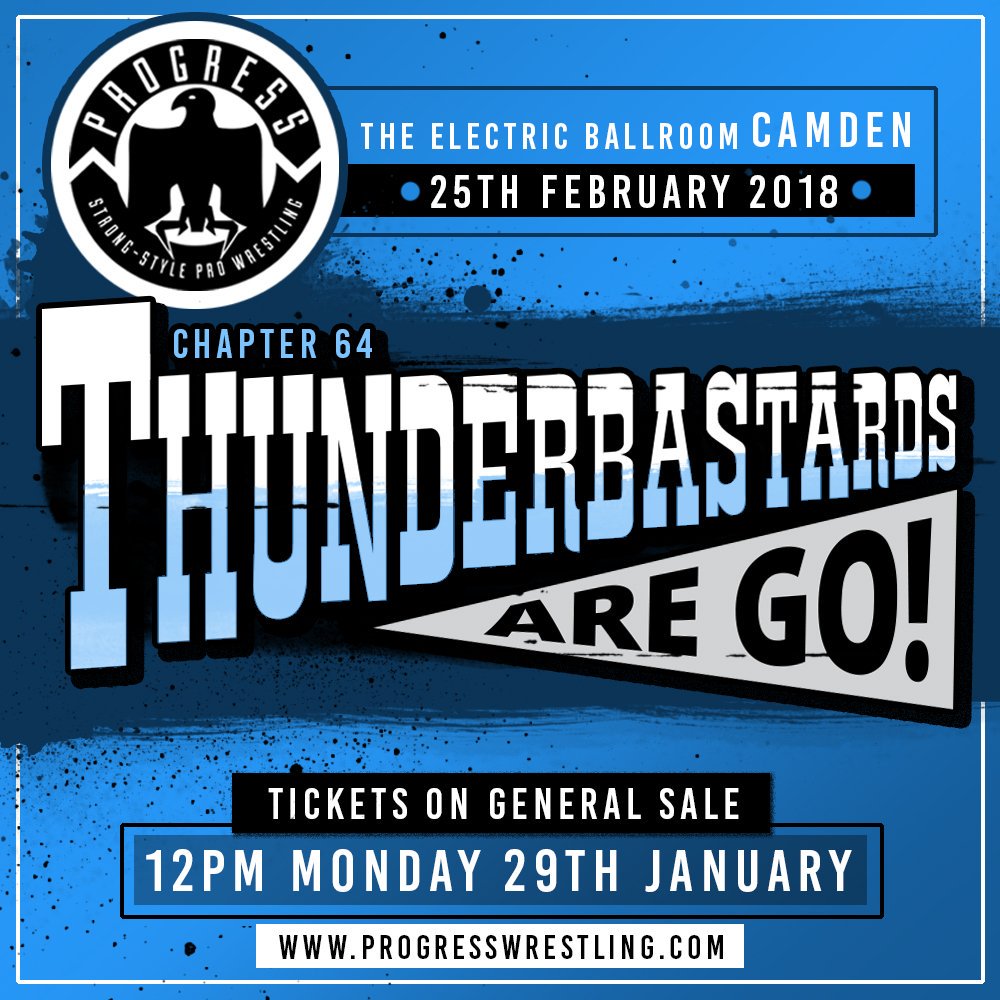 PROGRESS
STRONG-STYLE PRO WRESTLING
THE ELECTRIC BALLROOM CAMDEN
25TH FEBRUARY 2018
CHAPTER 64
THUNDERBASTARDS
ARE GO!
TICKETS ON GENERAL SALE
12PM MONDAY 29TH JANUARY
WWW.PROGRESSWRESTLING.COM